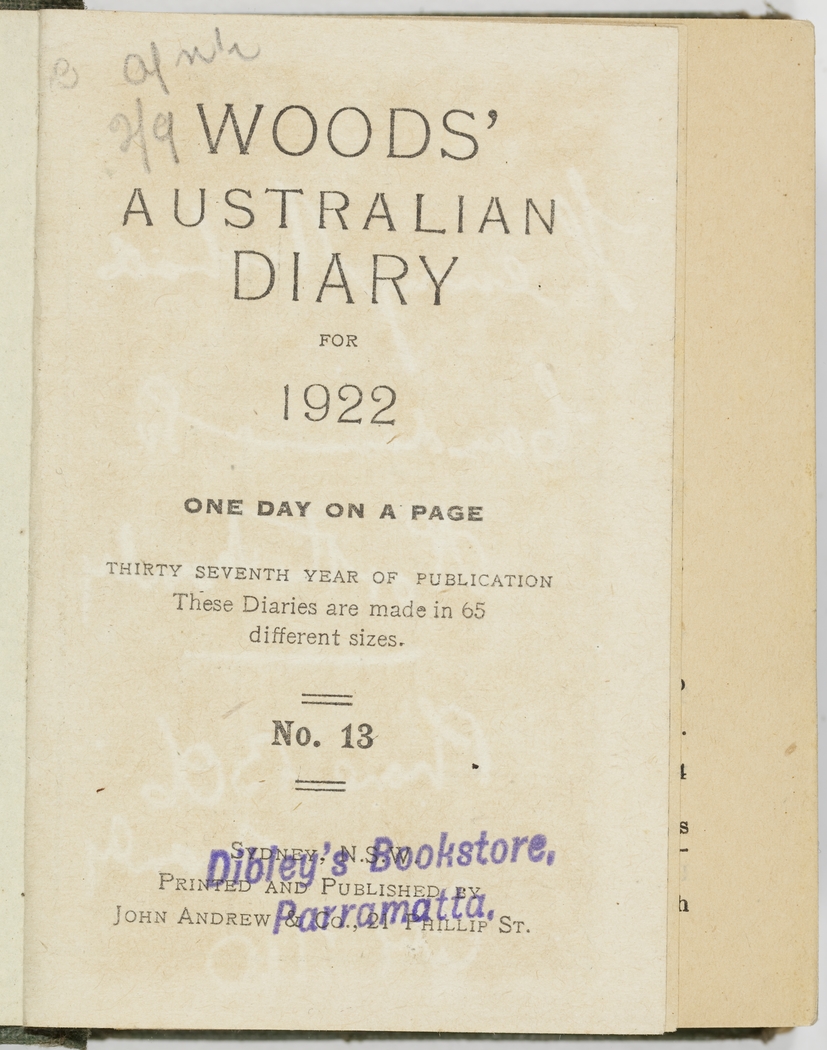 2/9
WOODS'
AUSTRALIAN
DIARY
FOR
1922
ONE DAY ON A PAGE
THIRTY SEVENTH YEAR OF PUBLICATION
These Diaries are made in 65
different sizes.
No. 13
SYDNEY, N.S.W.
Dibley's Bookstore,
PRINTED AND PUBLISHED BY
Parramatta.
JOHN ANDREW & CO., 21 PHILLIP ST.